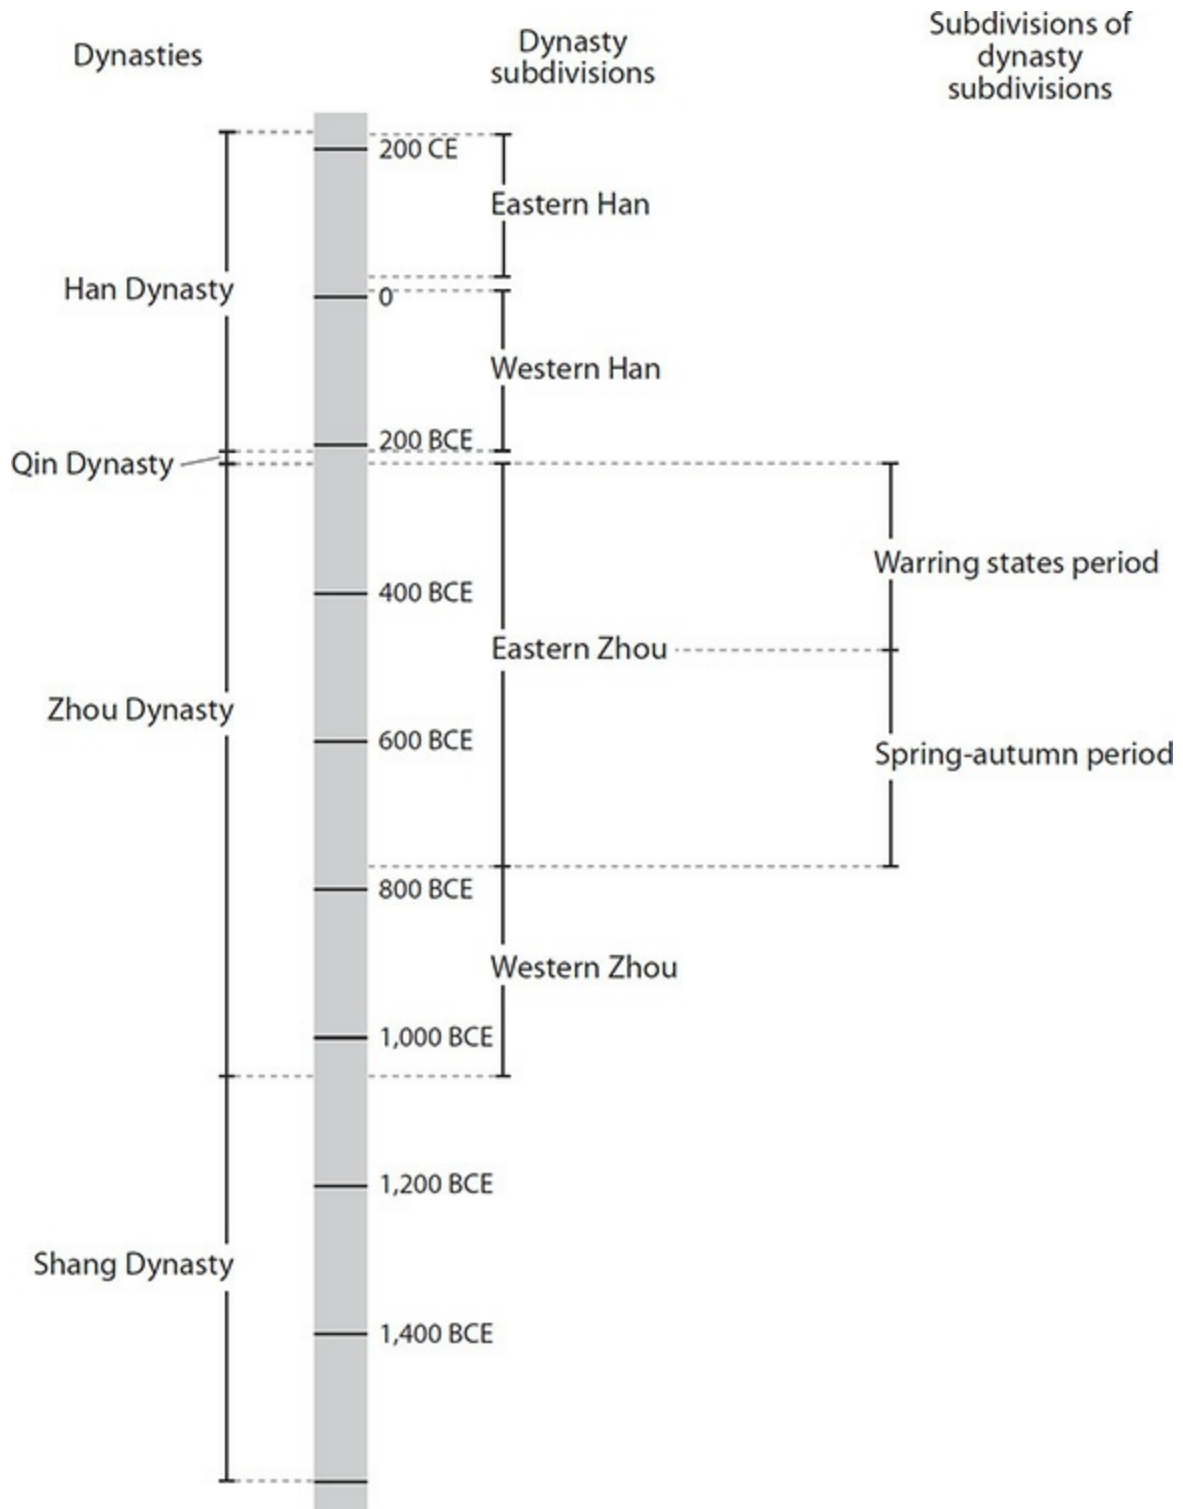 Dynasties
Dynasty
subdivisions
Subdivisions of
dynasty
subdivisions
200 CE
Eastern Han
Han Dynasty
0
Western Han
200 BCE
Qin Dynasty
Warring states period
400 BCE
Eastern Zhou
Zhou Dynasty
600 BCE
Spring-autumn period
800 BCE
Western Zhou
1,000 BCE
1,200 BCE
Shang Dynasty
1,400 BCE